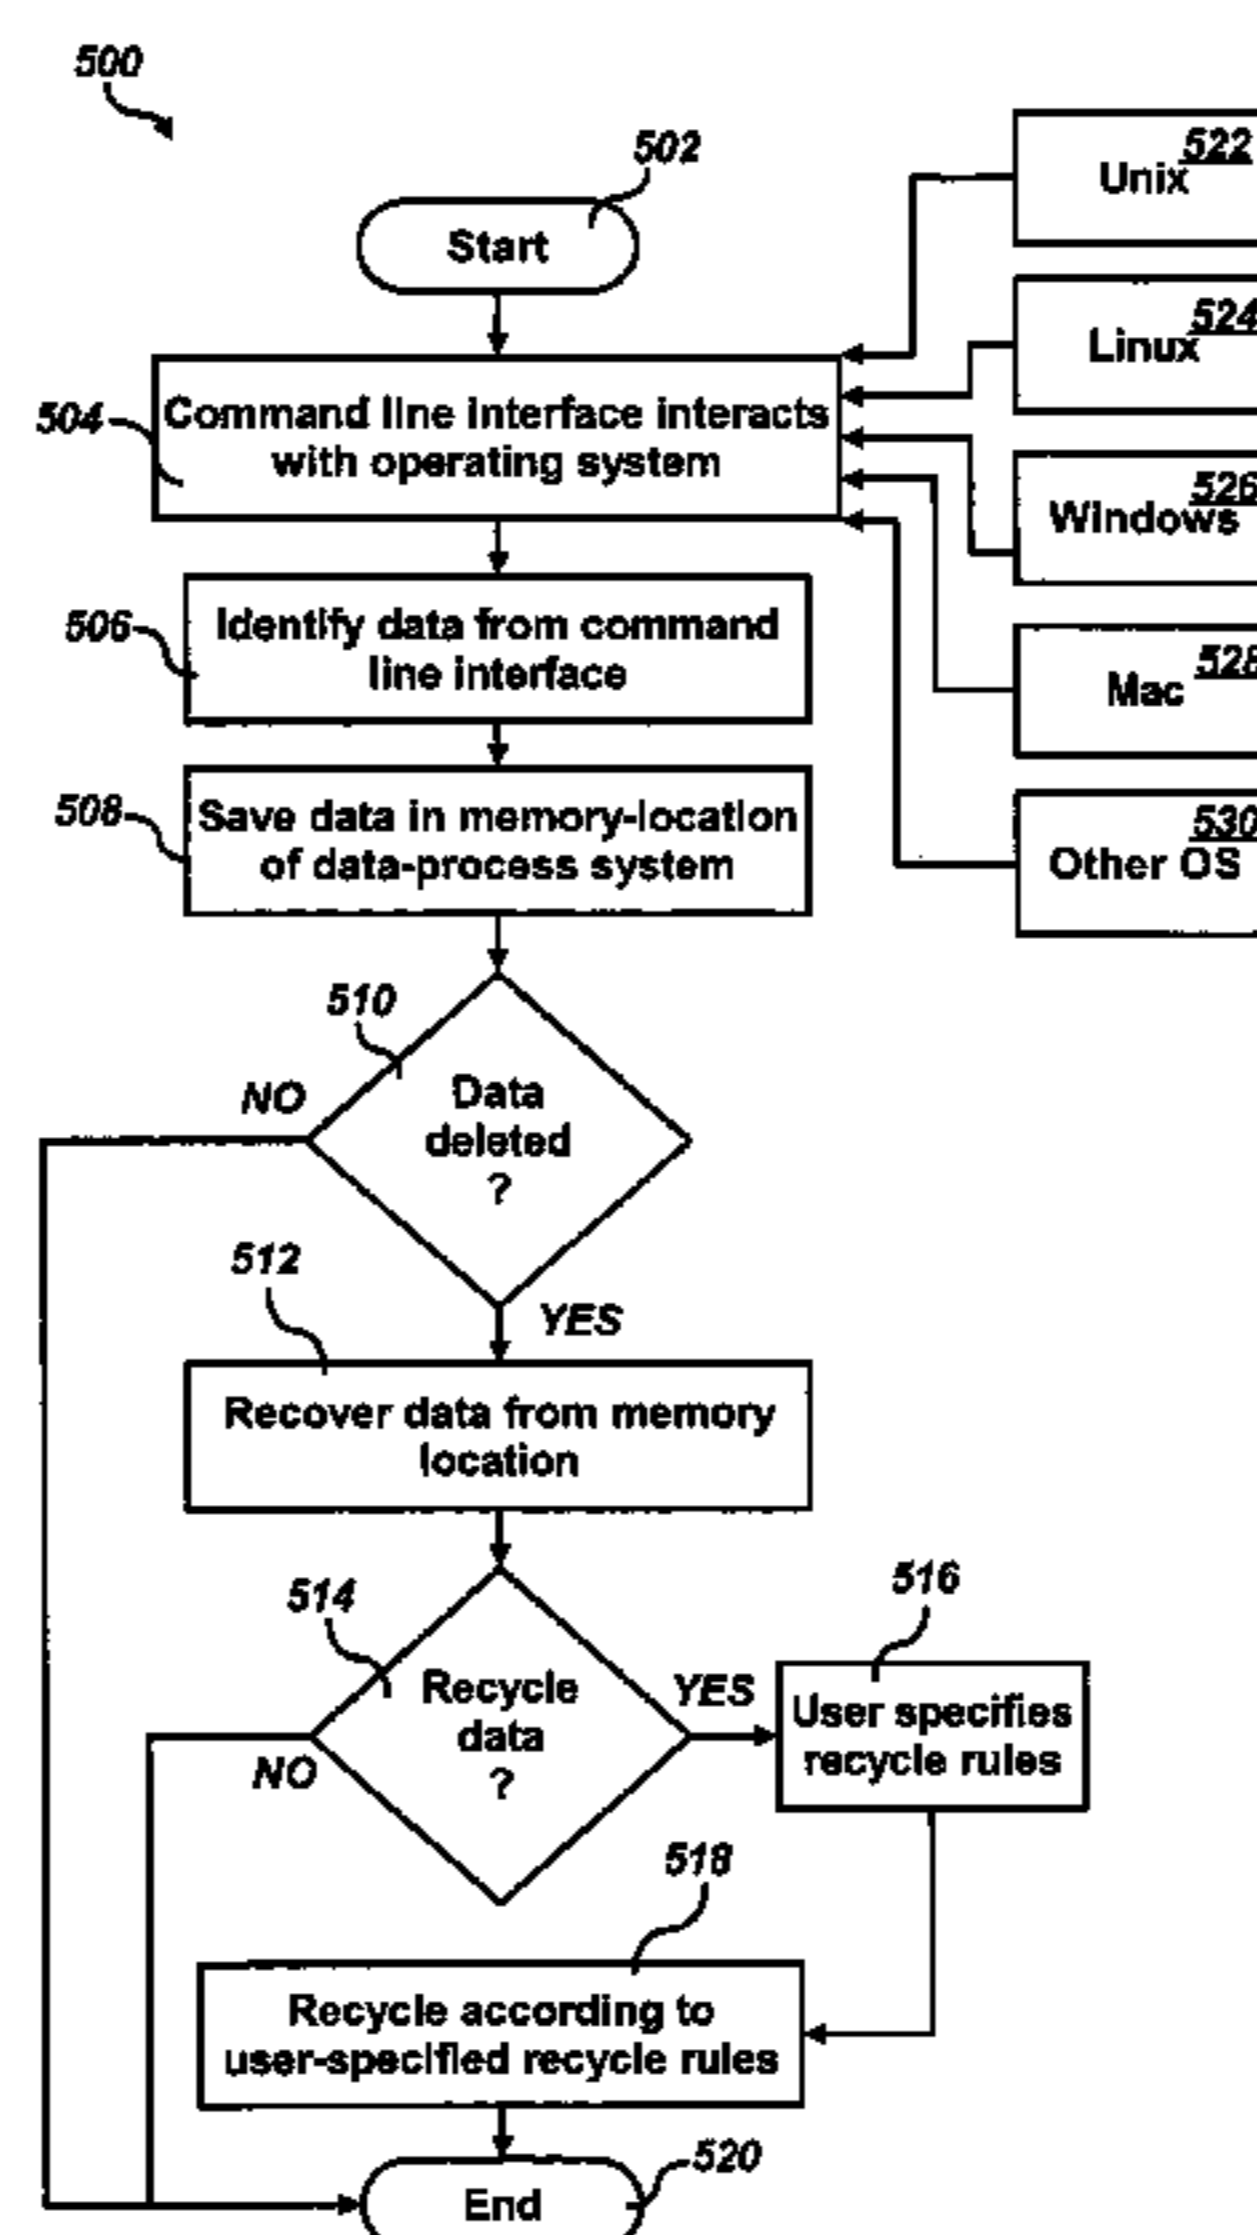 500
502
Start
522
Unix
524
Linux
504
Command line interface interacts
with operating system
526
Windows
506
Identify data from command
line interface
528
Mac
508
Save data in memory-location
of data-process system
530
Other OS
510
NO
Data
deleted
?
YES
512
Recover data from memory
location
514
Recycle
data
?
NO
YES
516
User specifies
recycle rules
518
Recycle according to
user-specified recycle rules
520
End